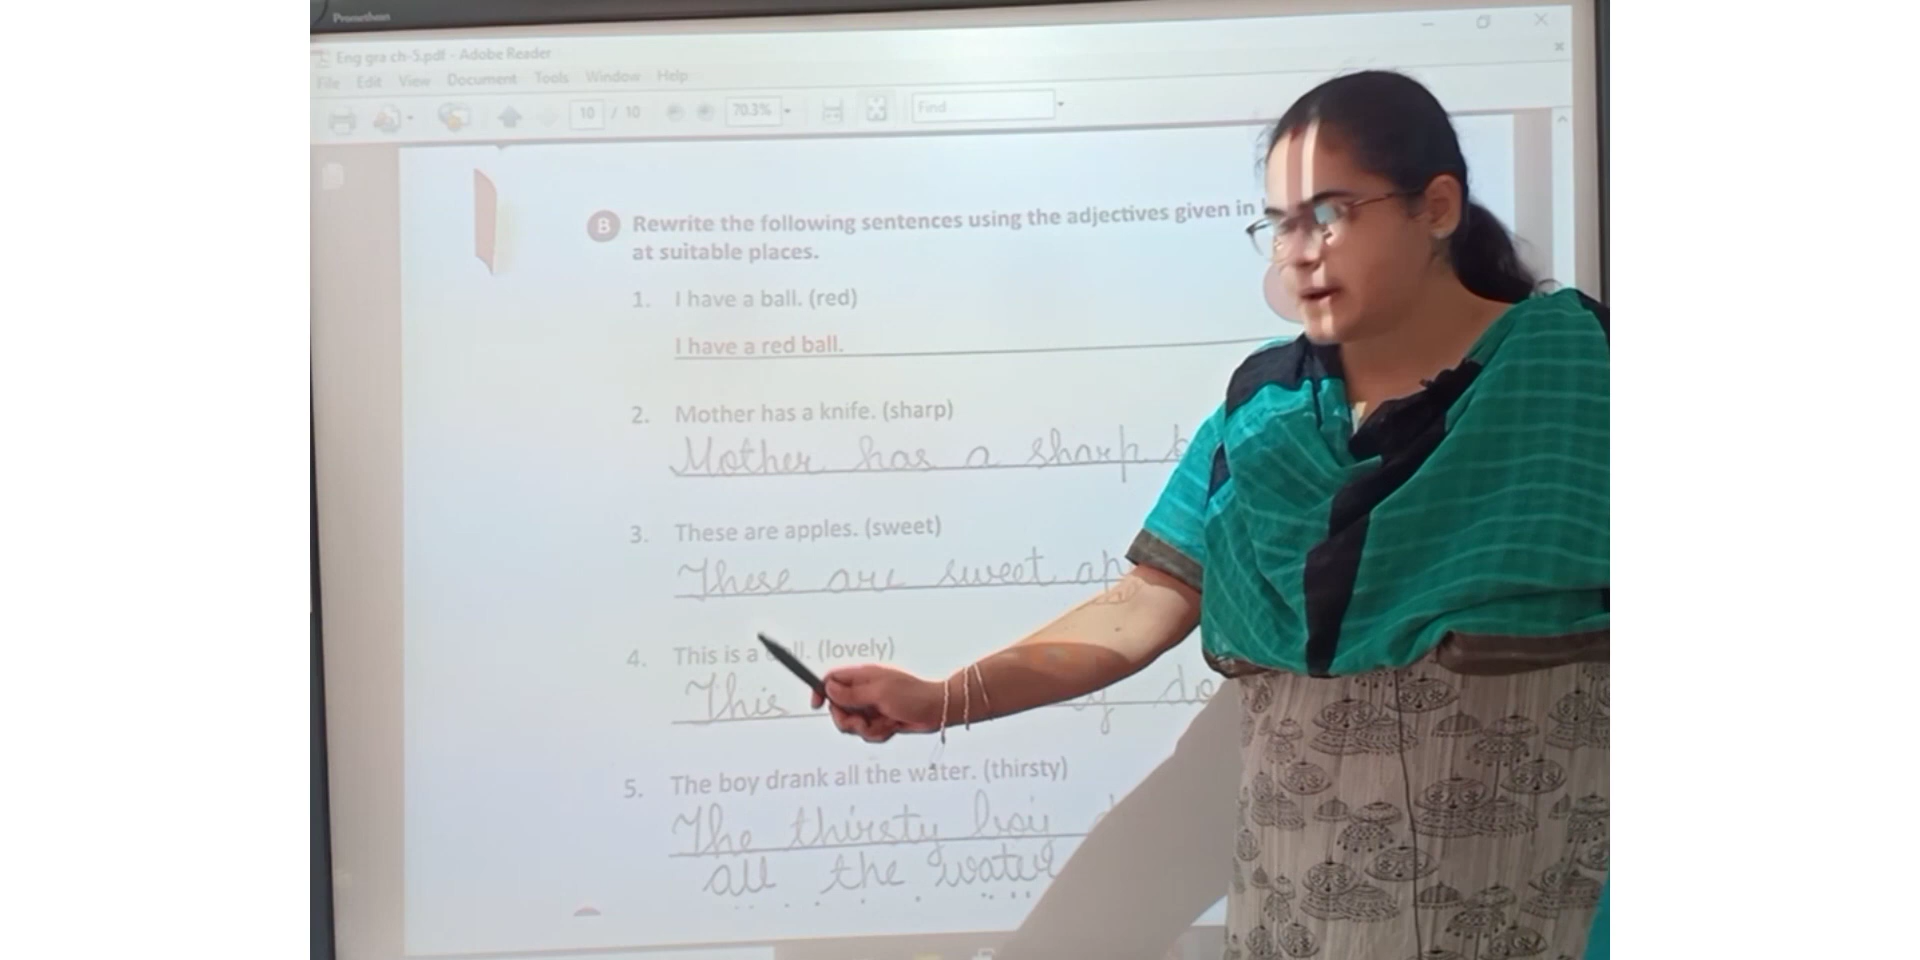 Promethean
Eng gra ch-5.pdf - Adobe Reader
File Edit View Document Tools Window Help
10 / 10 70.3% Find
B Rewrite the following sentences using the adjectives given in
at suitable places.
1. I have a ball. (red)
I have a red ball.
2. Mother has a knife. (sharp)
Mother has a sharp
3. These are apples. (sweet)
These are sweet
4. This is a (lovely)
This
5. The boy drank all the water. (thirsty)
The thirsty boy
all the water